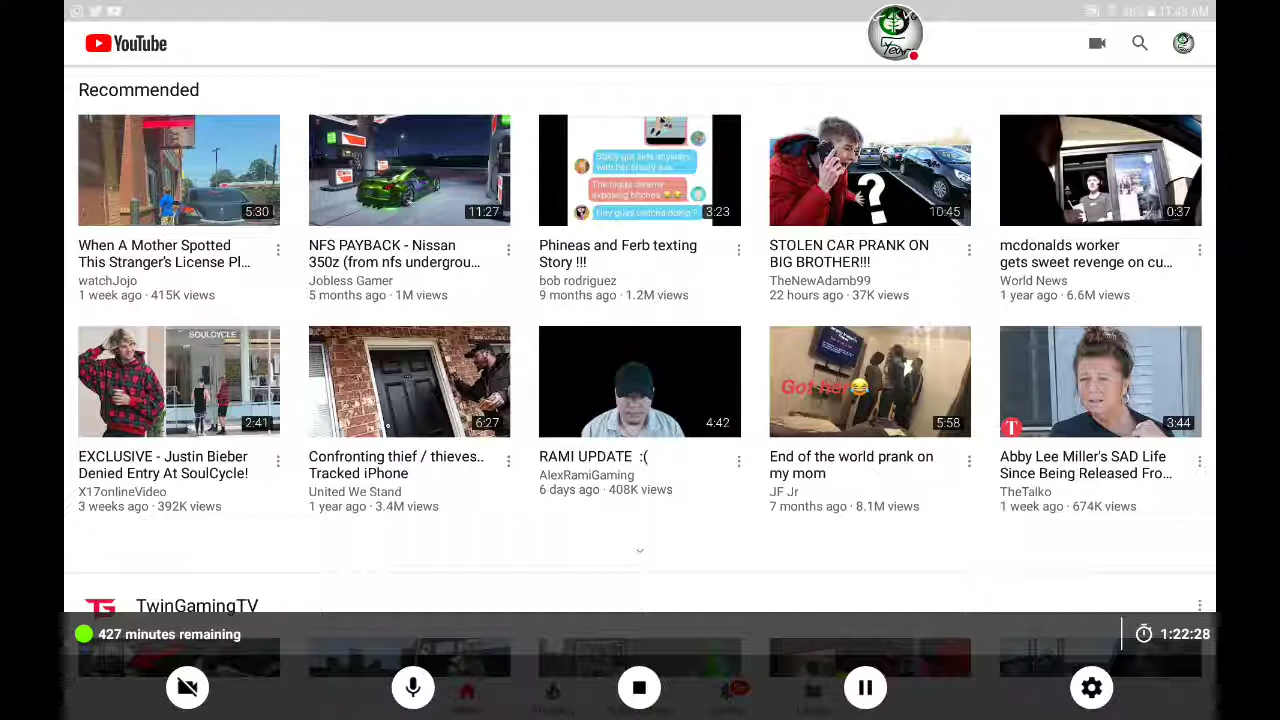 11:48 AM
YouTube
Recommended
5:30
11:27
3:23
10:45
0:37
When A Mother Spotted
This Stranger's License Pl...
watchJojo
1 week ago · 415K views
NFS PAYBACK - Nissan
350z (from nfs undergrou...
Jobless Gamer
5 months ago · 1M views
Phineas and Ferb texting
Story !!!
bob rodriguez
9 months ago · 1.2M views
STOLEN CAR PRANK ON
BIG BROTHER!!!
TheNewAdamb99
22 hours ago · 37K views
mcdonalds worker
gets sweet revenge on cu...
World News
1 year ago · 6.6M views
SOULCYCLE
Got her😂
2:41
6:27
4:42
5:58
T
3:44
EXCLUSIVE - Justin Bieber
Denied Entry At SoulCycle!
X17onlineVideo
3 weeks ago · 392K views
Confronting thief / thieves..
Tracked iPhone
United We Stand
1 year ago · 3.4M views
RAMI UPDATE :(
AlexRamiGaming
6 days ago · 408K views
End of the world prank on
my mom
JF Jr
7 months ago · 8.1M views
Abby Lee Miller's SAD Life
Since Being Released Fro...
TheTalko
1 week ago · 674K views
TwinGamingTV
427 minutes remaining
1:22:28